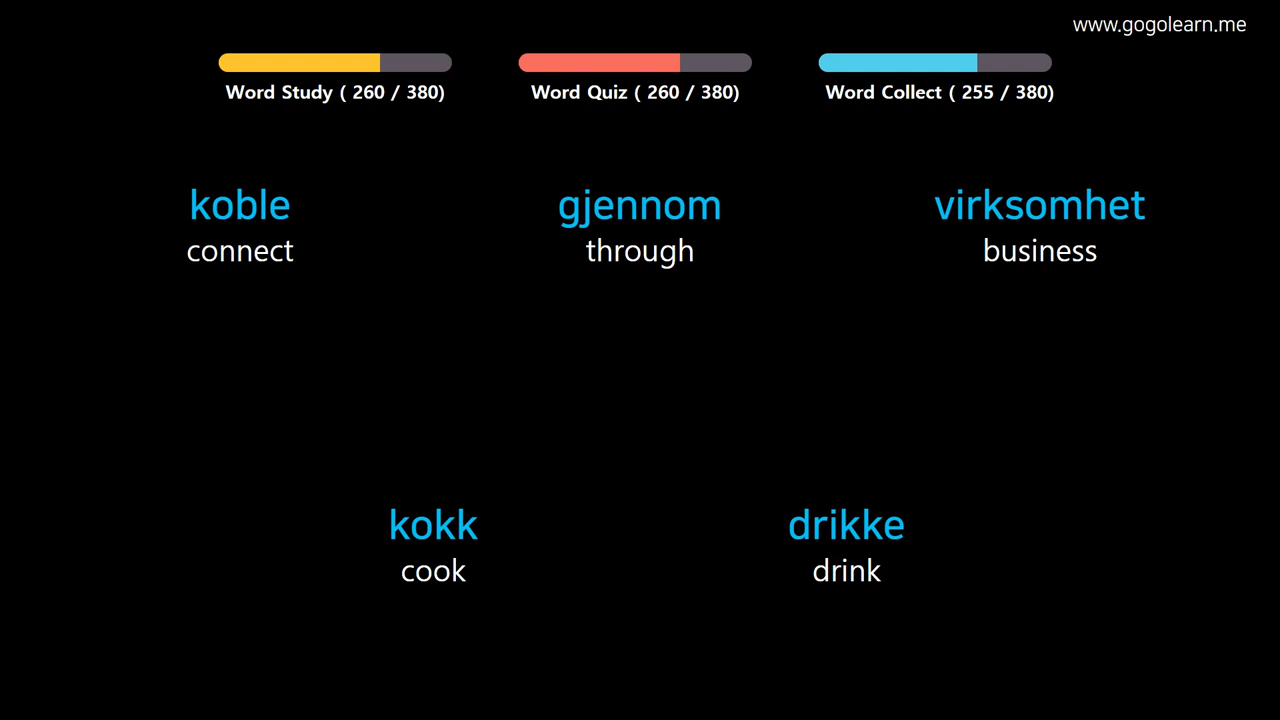 www.gogolearn.me
Word Study ( 260 / 380)
Word Quiz ( 260 / 380)
Word Collect ( 255 / 380)
koble
connect
gjennom
through
virksomhet
business
kokk
cook
drikke
drink